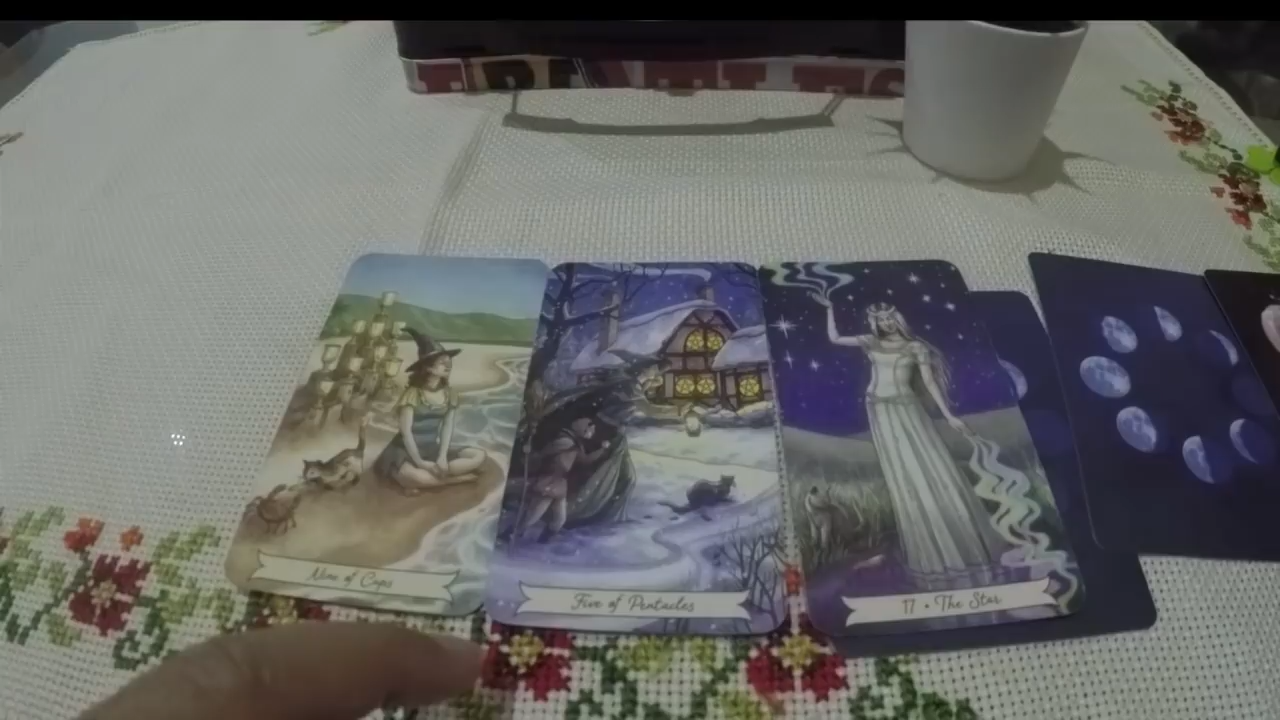 Nine of Cups
Five of Pentacles
17 • The Star